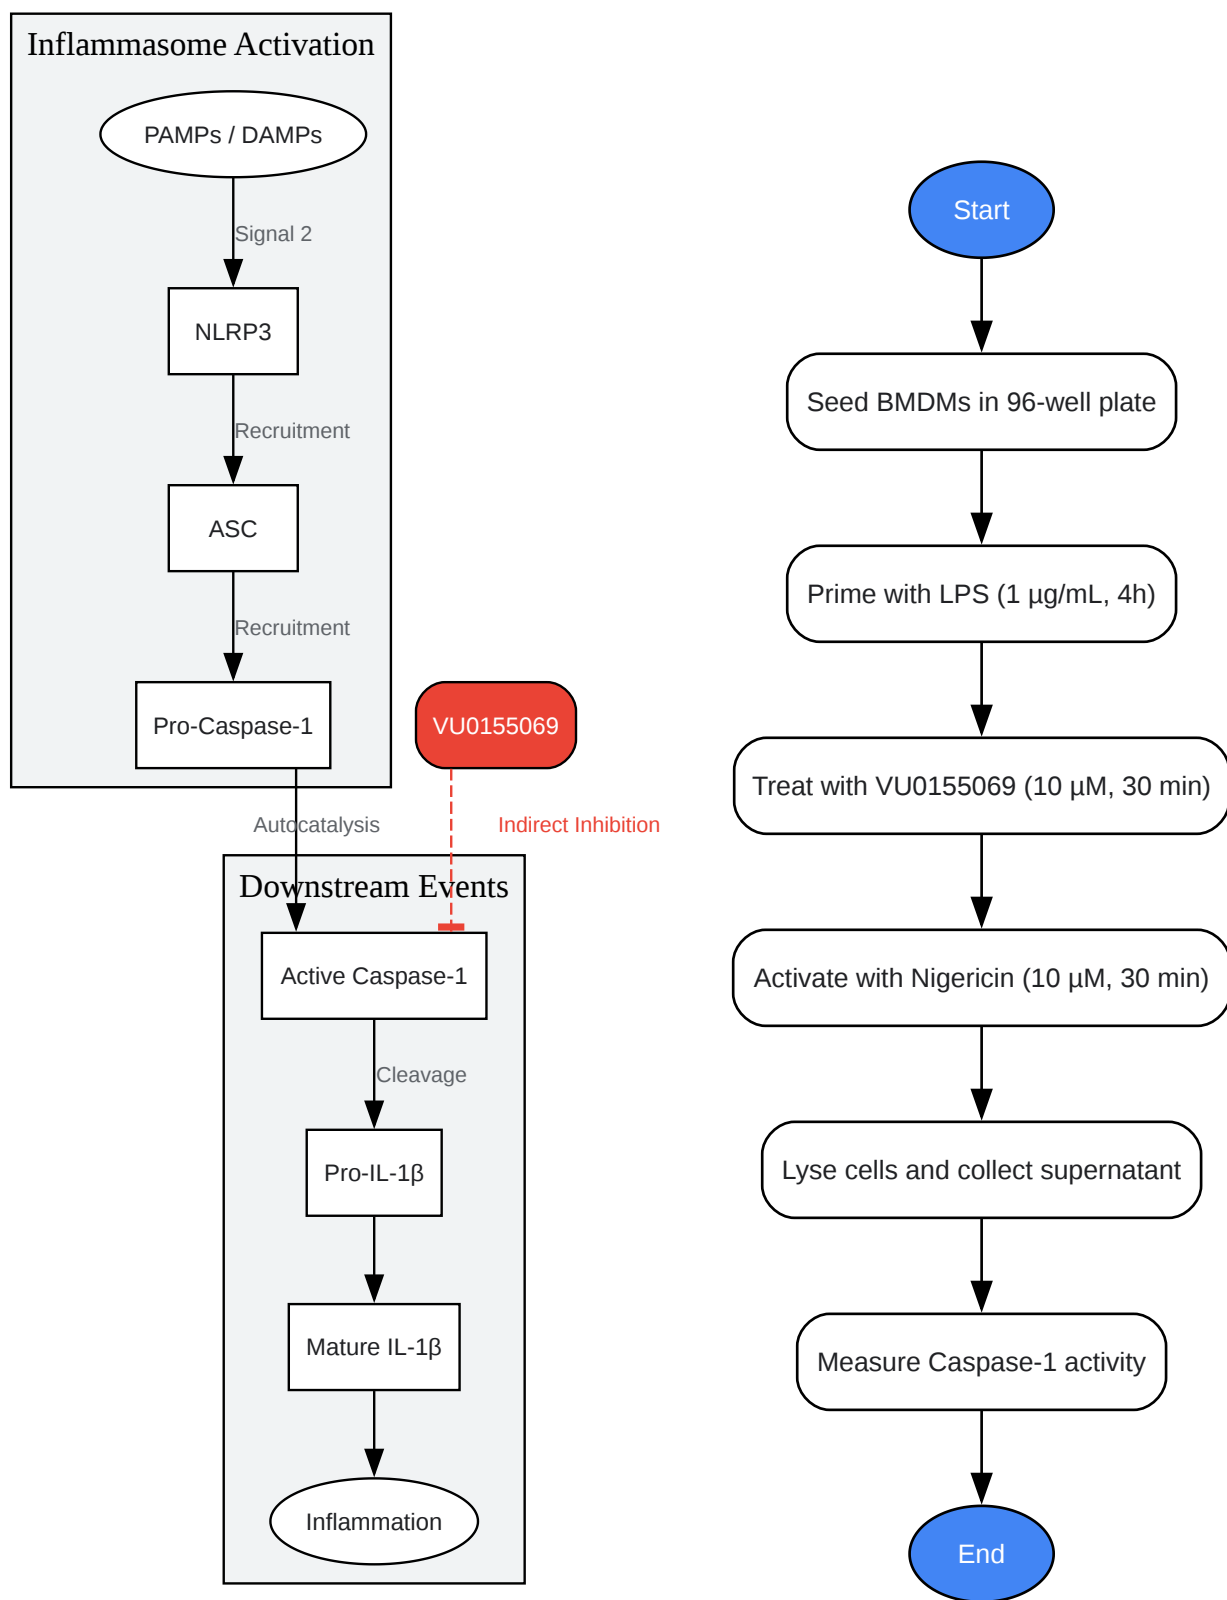 Inflammasome Activation
PAMPs / DAMPs
Signal 2
NLRP3
Recruitment
ASC
Recruitment
Pro-Caspase-1
VU0155069
Autocatalysis
Indirect Inhibition
Downstream Events
Active Caspase-1
Cleavage
Pro-IL-1β
Mature IL-1β
Inflammation
Start
Seed BMDMs in 96-well plate
Prime with LPS (1 µg/mL, 4h)
Treat with VU0155069 (10 µM, 30 min)
Activate with Nigericin (10 µM, 30 min)
Lyse cells and collect supernatant
Measure Caspase-1 activity
End